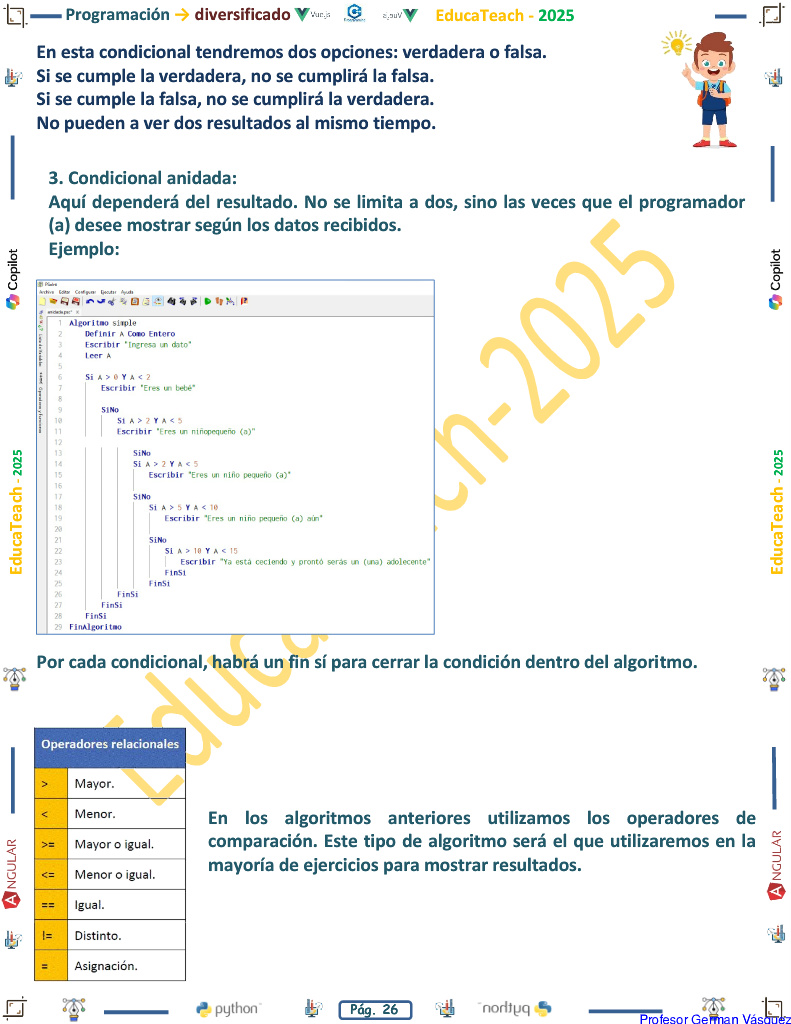 Programación → diversificado Vue.js Vue.js EducaTeach - 2025
En esta condicional tendremos dos opciones: verdadera o falsa.
Si se cumple la verdadera, no se cumplirá la falsa.
Si se cumple la falsa, no se cumplirá la verdadera.
No pueden a ver dos resultados al mismo tiempo.
3. Condicional anidada:
Aquí dependerá del resultado. No se limita a dos, sino las veces que el programador
(a) desee mostrar según los datos recibidos.
Ejemplo:
PSeInt
Archivo Editar Configurar Ejecutar Ayuda
1 Algoritmo simple
2 Definir A Como Entero
3 Escribir "Ingresa un dato"
4 Leer A
5
6 Si A > 0 Y A < 2
7 Escribir "Eres un bebé"
8
9 SiNo
10 Si A > 2 Y A < 5
11 Escribir "Eres un niñopequeño (a)"
12
13 SiNo
14 Si A > 2 Y A < 5
15 Escribir "Eres un niño pequeño (a)"
16
17 SiNo
18 Si A > 5 Y A < 10
19 Escribir "Eres un niño pequeño (a) aún"
20
21 SiNo
22 Si A > 10 Y A < 15
23 Escribir "Ya está ceciendo y prontó serás un (una) adolecente"
24 FinSi
25 FinSi
26 FinSi
27 FinSi
28 FinSi
29 FinAlgoritmo
Por cada condicional, habrá un fin sí para cerrar la condición dentro del algoritmo.
Operadores relacionales
> Mayor.
< Menor.
>= Mayor o igual.
<= Menor o igual.
== Igual.
!= Distinto.
= Asignación.
En los algoritmos anteriores utilizamos los operadores de
comparación. Este tipo de algoritmo será el que utilizaremos en la
mayoría de ejercicios para mostrar resultados.
EducaTeach-2025
Copilot
EducaTeach - 2025
ANGULAR
Copilot
EducaTeach - 2025
ANGULAR
python
Pág. 26
python
Profesor German Vásquez